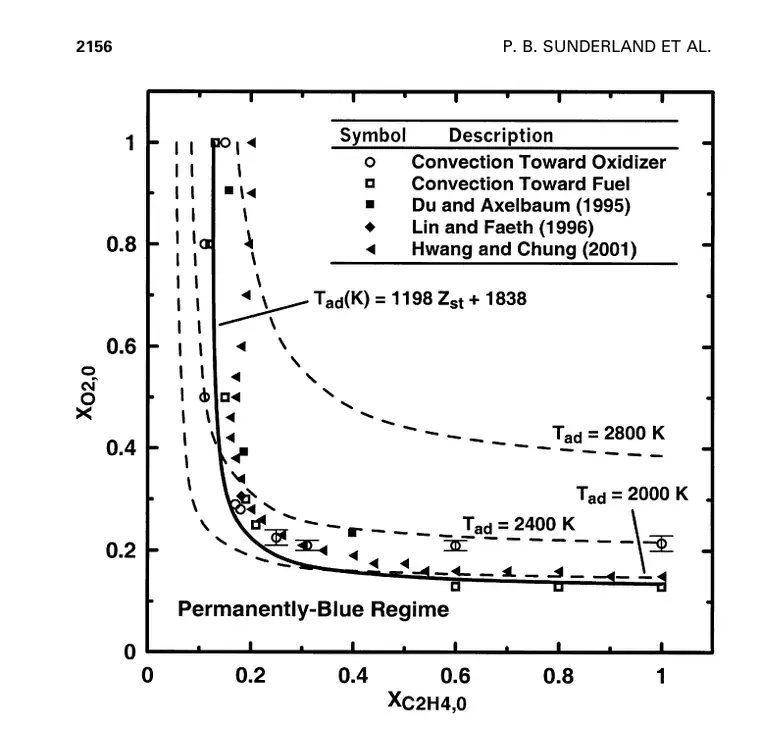 2156 P. B. SUNDERLAND ET AL.
Symbol Description
Convection Toward Oxidizer
Convection Toward Fuel
Du and Axelbaum (1995)
Lin and Faeth (1996)
Hwang and Chung (2001)
Tad(K) = 1198 Zst + 1838
Tad = 2800 K
Tad = 2000 K
Tad = 2400 K
Permanently-Blue Regime
1
0.8
0.6
0.4
0.2
0
XO2,0
0 0.2 0.4 0.6 0.8 1
XC2H4,0